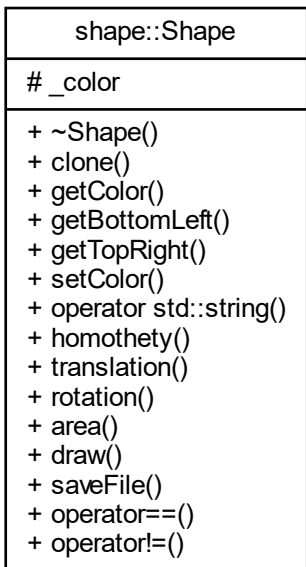 shape::Shape
# _color
+ ~Shape()
+ clone()
+ getColor()
+ getBottomLeft()
+ getTopRight()
+ setColor()
+ operator std::string()
+ homothety()
+ translation()
+ rotation()
+ area()
+ draw()
+ saveFile()
+ operator==()
+ operator!=()